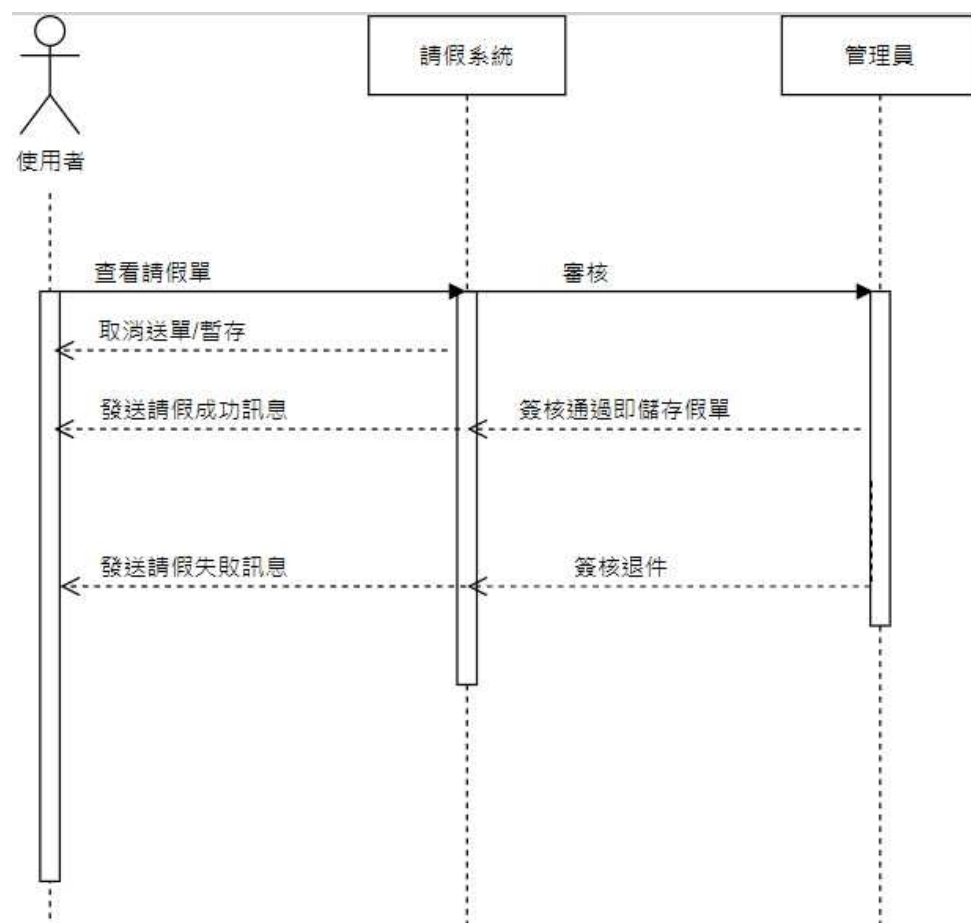 請假系統
管理員
使用者
查看請假單
審核
取消送單/暫存
發送請假成功訊息
簽核通過即儲存假單
發送請假失敗訊息
簽核退件